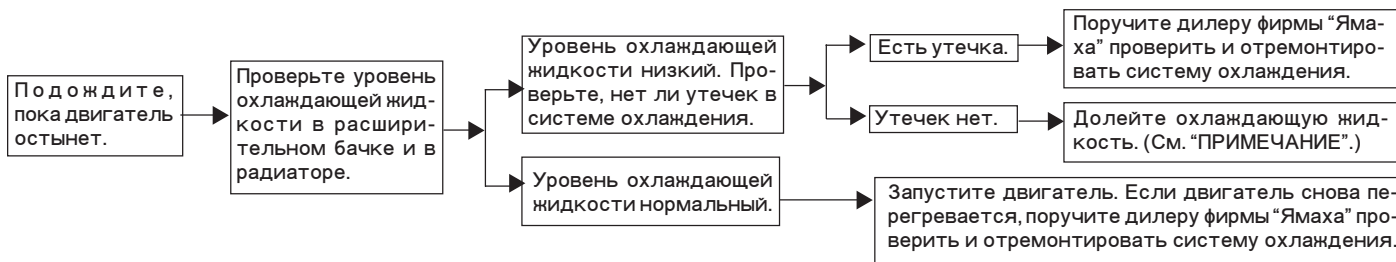 Подождите,
пока двигатель
остынет.
Проверьте уровень
охлаждающей жид-
кости в расшири-
тельном бачке и в
радиаторе.
Уровень охлаждающей
жидкости низкий. Про-
верьте, нет ли утечек в
системе охлаждения.
Есть утечка.
Поручите дилеру фирмы “Яма-
ха” проверить и отремонтиро-
вать систему охлаждения.
Утечек нет.
Долейте охлаждающую жид-
кость. (См. “ПРИМЕЧАНИЕ”.)
Уровень охлаждающей
жидкости нормальный.
Запустите двигатель. Если двигатель снова пе-
регревается, поручите дилеру фирмы “Ямаха” про-
верить и отремонтировать систему охлаждения.